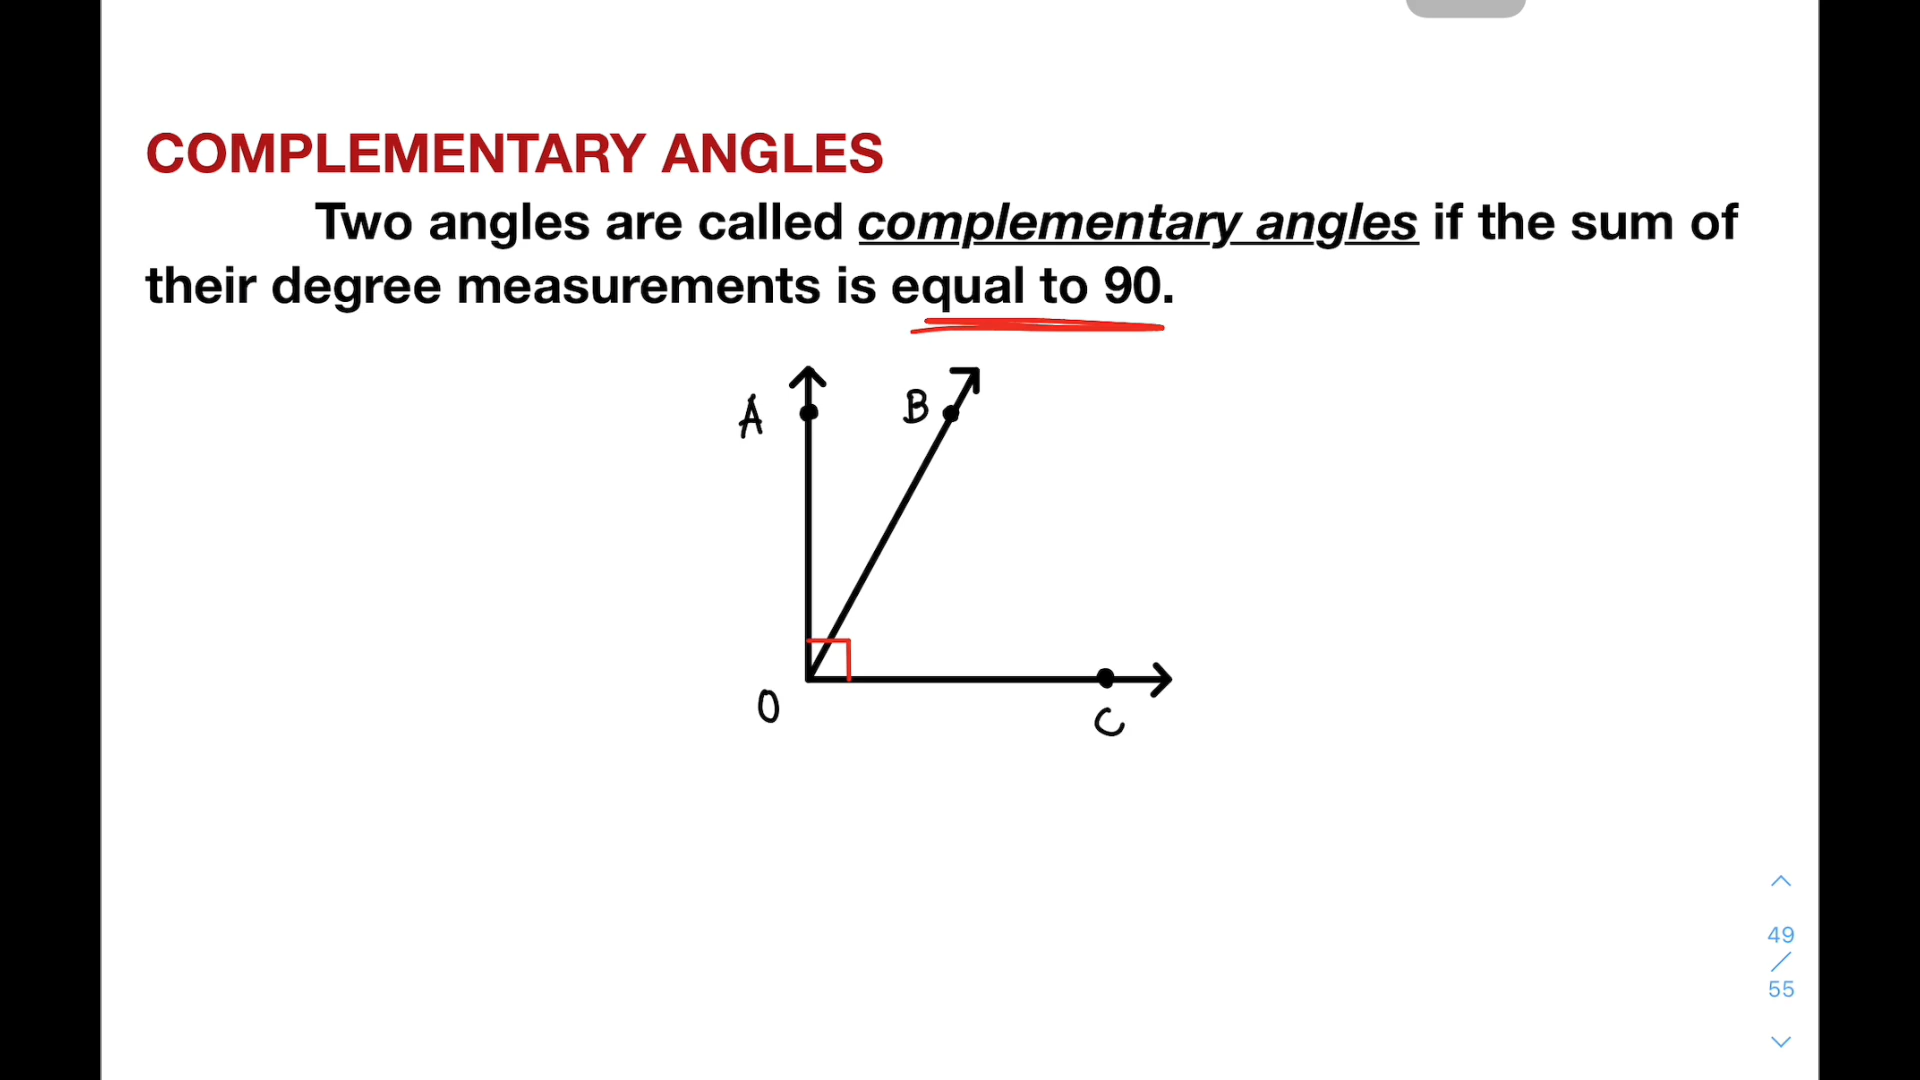 COMPLEMENTARY ANGLES
Two angles are called complementary angles if the sum of
their degree measurements is equal to 90.
A
B
O
C
49
/
55